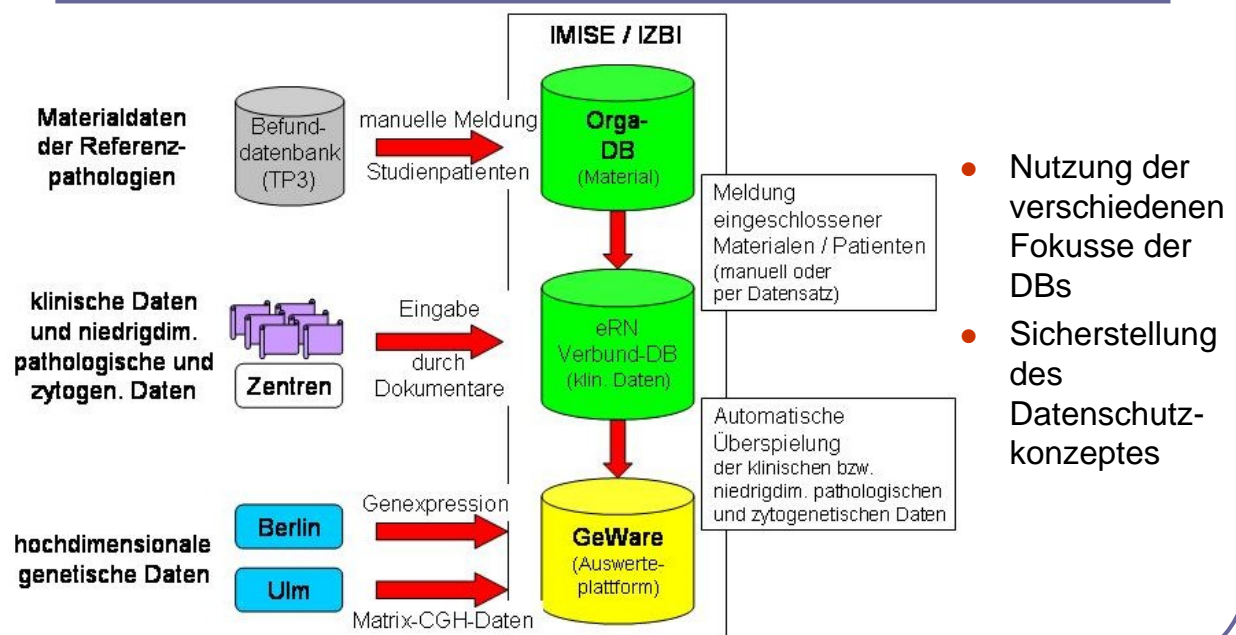 IMISE / IZBI
Materialdaten
der Referenz-
pathologien
Befund-
datenbank
(TP3)
manuelle Meldung
Studienpatienten
Orga-
DB
(Material)
Meldung
eingeschlossener
Materialen / Patienten
(manuell oder
per Datensatz)
klinische Daten
und niedrigdim.
pathologische und
zytogen. Daten
Zentren
Eingabe
durch
Dokumentare
eRN
Verbund-DB
(klin. Daten)
Automatische
Überspielung
der klinischen bzw.
niedrigdim. pathologischen
und zytogenetischen Daten
hochdimensionale
genetische Daten
Berlin
Ulm
Genexpression
Matrix-CGH-Daten
GeWare
(Auswerte-
plattform)
● Nutzung der
verschiedenen
Fokusse der
DBs
● Sicherstellung
des
Datenschutz-
konzeptes